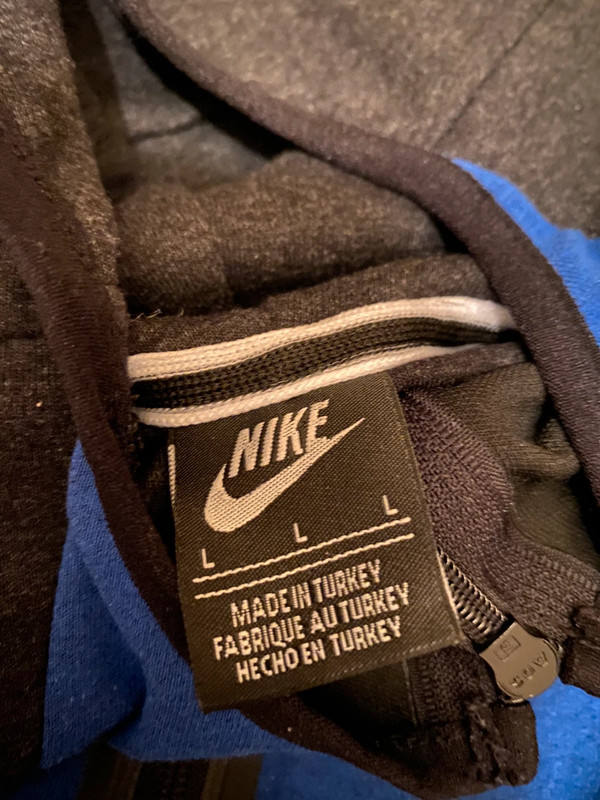 NIKE
L L L
MADE IN TURKEY
FABRIQUE AU TURKEY
HECHO EN TURKEY